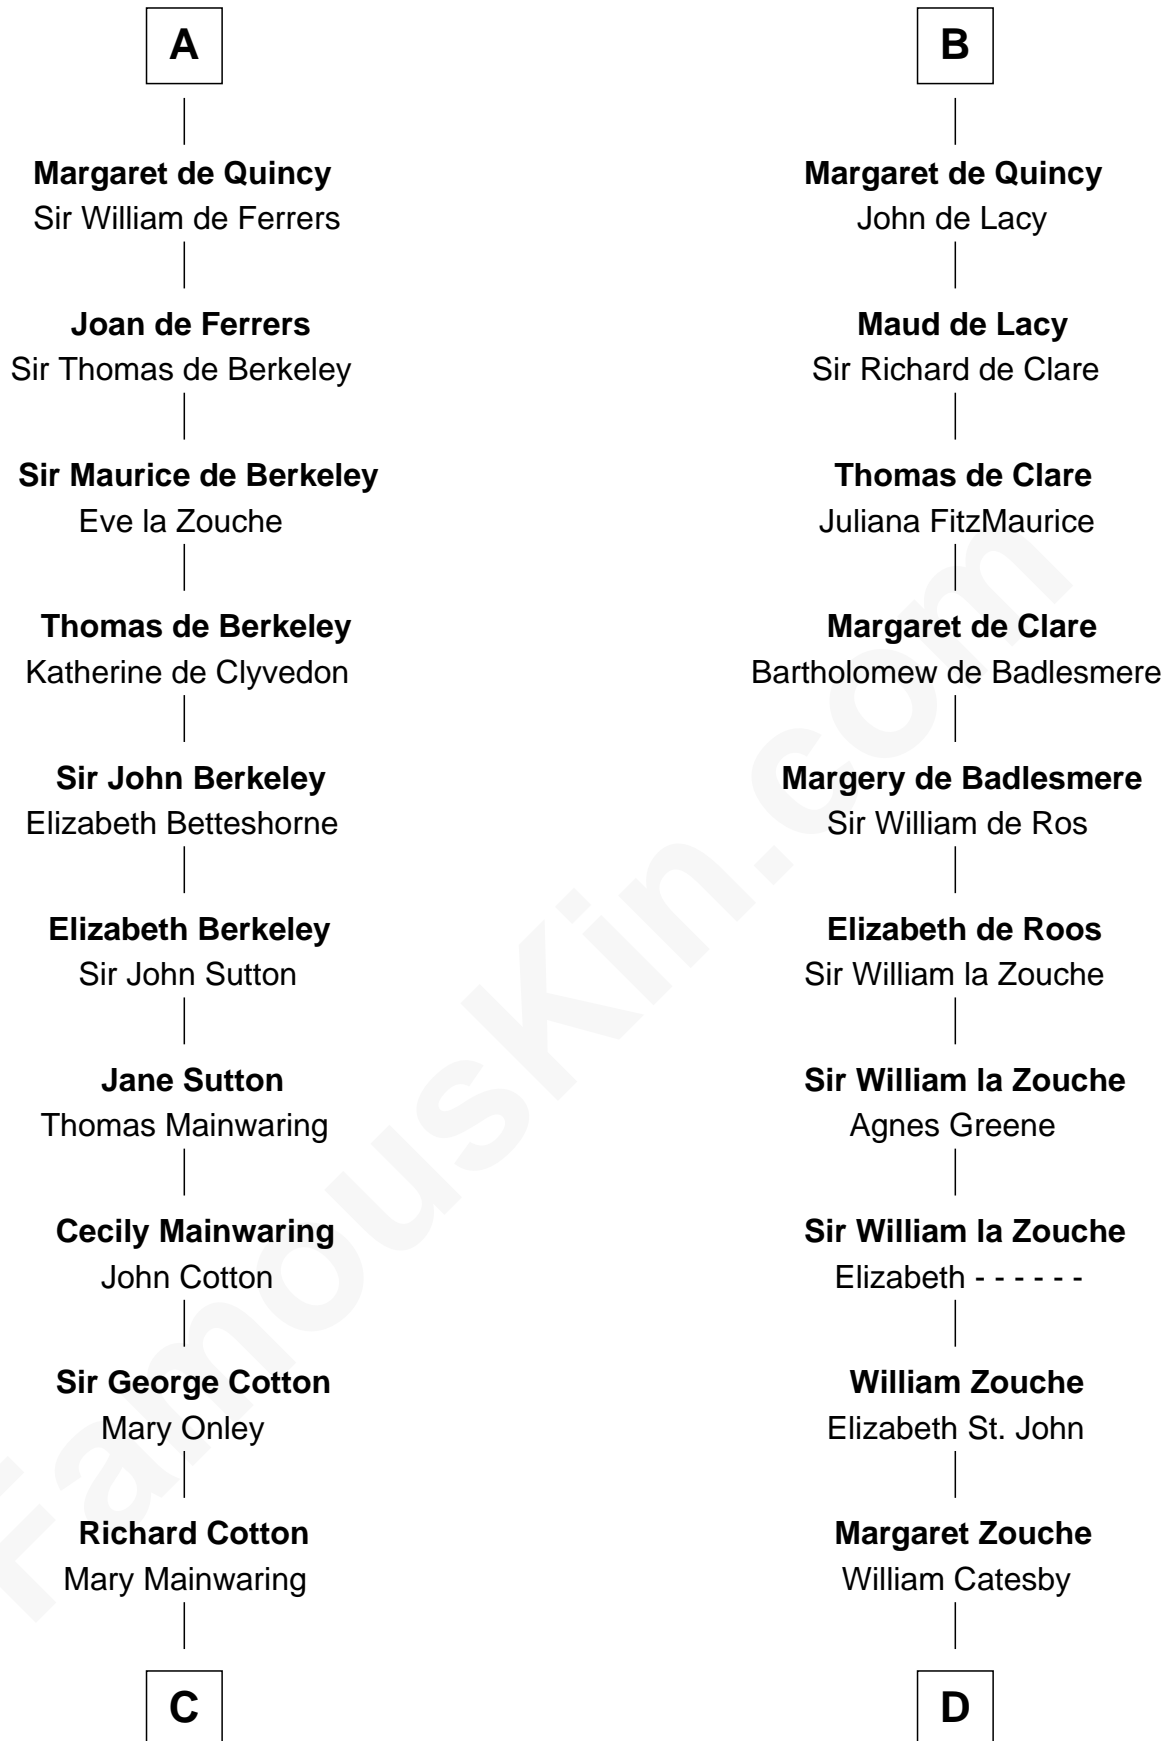 A
Margaret de Quincy
Sir William de Ferrers
Joan de Ferrers
Sir Thomas de Berkeley
Sir Maurice de Berkeley
Eve la Zouche
Thomas de Berkeley
Katherine de Clyvedon
Sir John Berkeley
Elizabeth Betteshorne
Elizabeth Berkeley
Sir John Sutton
Jane Sutton
Thomas Mainwaring
Cecily Mainwaring
John Cotton
Sir George Cotton
Mary Onley
Richard Cotton
Mary Mainwaring
C
B
Margaret de Quincy
John de Lacy
Maud de Lacy
Sir Richard de Clare
Thomas de Clare
Juliana FitzMaurice
Margaret de Clare
Bartholomew de Badlesmere
Margery de Badlesmere
Sir William de Ros
Elizabeth de Roos
Sir William la Zouche
Sir William la Zouche
Agnes Greene
Sir William la Zouche
Elizabeth - - - - - -
William Zouche
Elizabeth St. John
Margaret Zouche
William Catesby
D
FamousKin.com